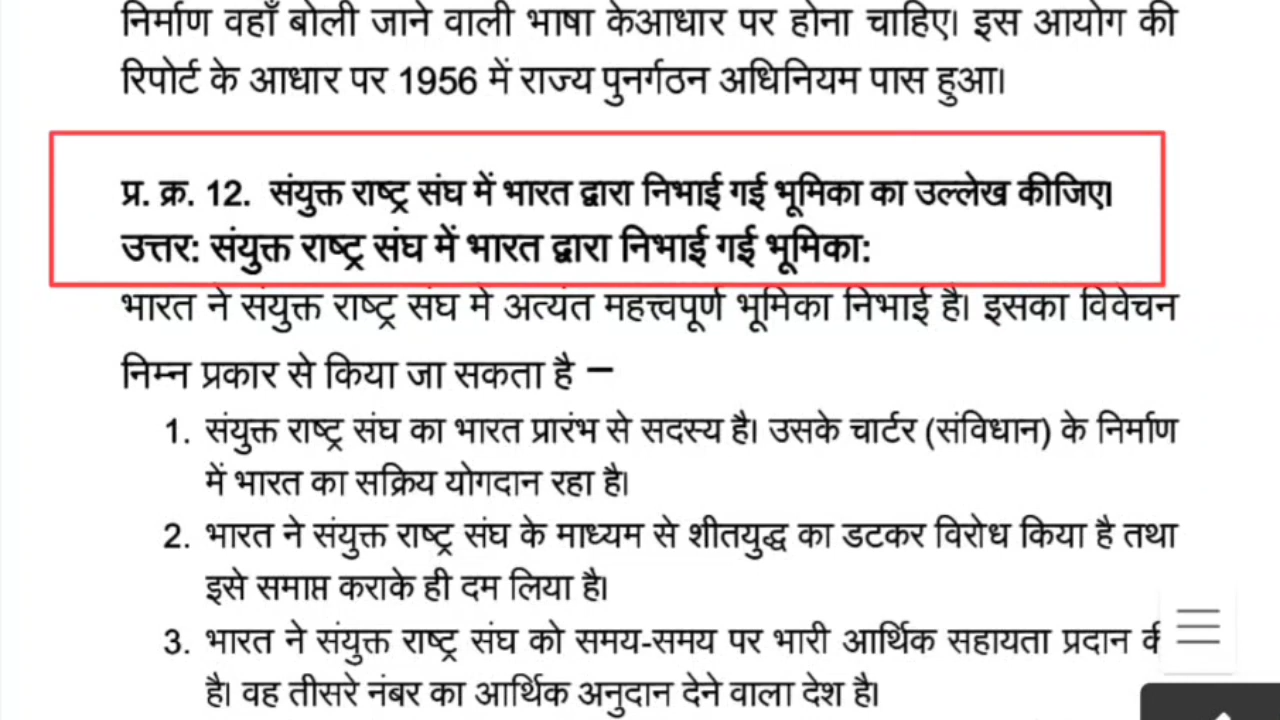 निर्माण वहाँ बोली जाने वाली भाषा केआधार पर होना चाहिए। इस आयोग की
रिपोर्ट के आधार पर 1956 में राज्य पुनर्गठन अधिनियम पास हुआ।
प्र. क्र. 12. संयुक्त राष्ट्र संघ में भारत द्वारा निभाई गई भूमिका का उल्लेख कीजिए।
उत्तर: संयुक्त राष्ट्र संघ में भारत द्वारा निभाई गई भूमिका:
भारत ने संयुक्त राष्ट्र संघ में अत्यंत महत्त्वपूर्ण भूमिका निभाई है। इसका विवेचन
निम्न प्रकार से किया जा सकता है –
1. संयुक्त राष्ट्र संघ का भारत प्रारंभ से सदस्य है। उसके चार्टर (संविधान) के निर्माण
में भारत का सक्रिय योगदान रहा है।
2. भारत ने संयुक्त राष्ट्र संघ के माध्यम से शीतयुद्ध का डटकर विरोध किया है तथा
इसे समाप्त कराके ही दम लिया है।
3. भारत ने संयुक्त राष्ट्र संघ को समय-समय पर भारी आर्थिक सहायता प्रदान की
है। वह तीसरे नंबर का आर्थिक अनुदान देने वाला देश है।